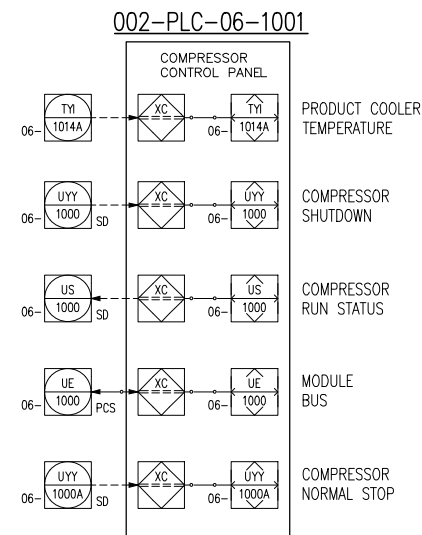 002-PLC-06-1001
COMPRESSOR
CONTROL PANEL
TYI
1014A
06-
XC
TYI
1014A
06-
PRODUCT COOLER
TEMPERATURE
UYY
1000
06-
SD
XC
UYY
1000
06-
COMPRESSOR
SHUTDOWN
US
1000
06-
SD
XC
US
1000
06-
COMPRESSOR
RUN STATUS
UE
1000
06-
PCS
XC
UE
1000
06-
MODULE
BUS
UYY
1000A
06-
SD
XC
UYY
1000A
06-
COMPRESSOR
NORMAL STOP